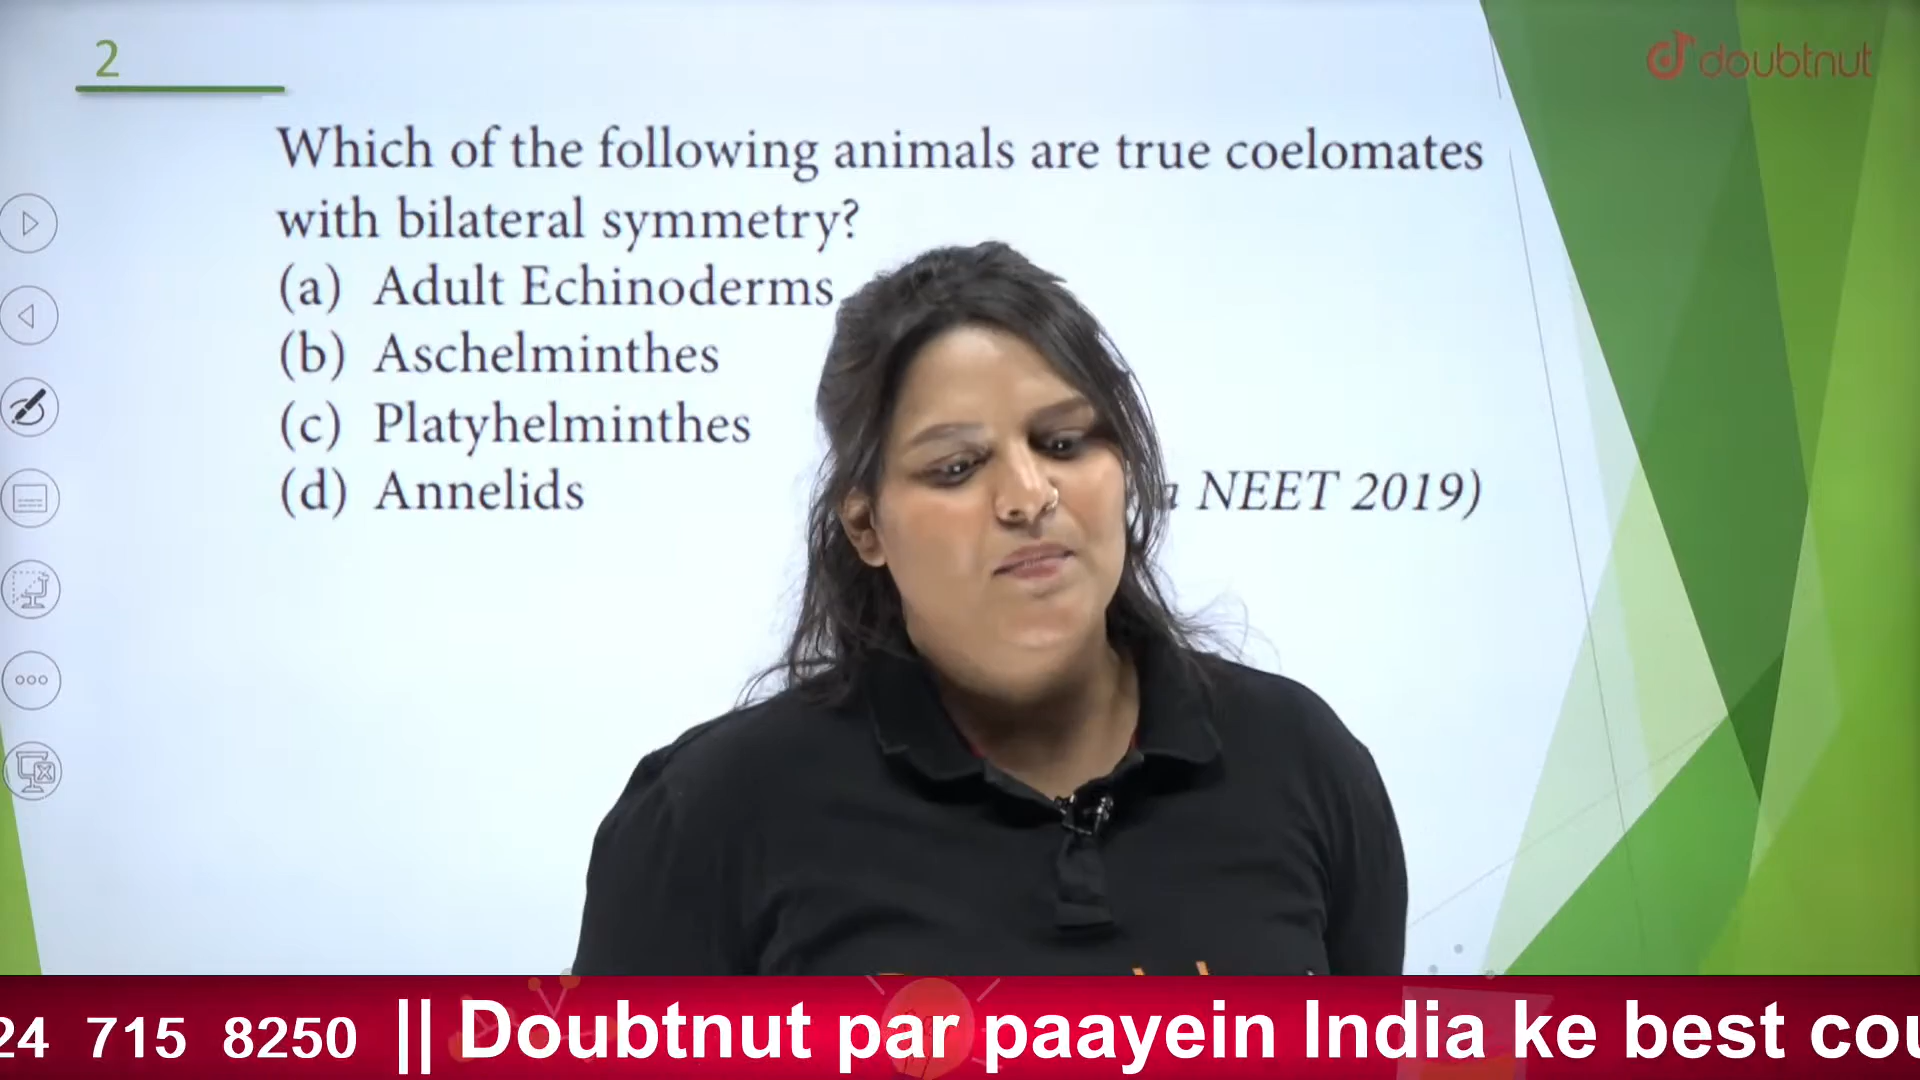 2
doubtnut
Which of the following animals are true coelomates
with bilateral symmetry?
(a) Adult Echinoderms
(b) Aschelminthes
(c) Platyhelminthes
(d) Annelids
NEET 2019)
24 715 8250 || Doubtnut par paayein India ke best